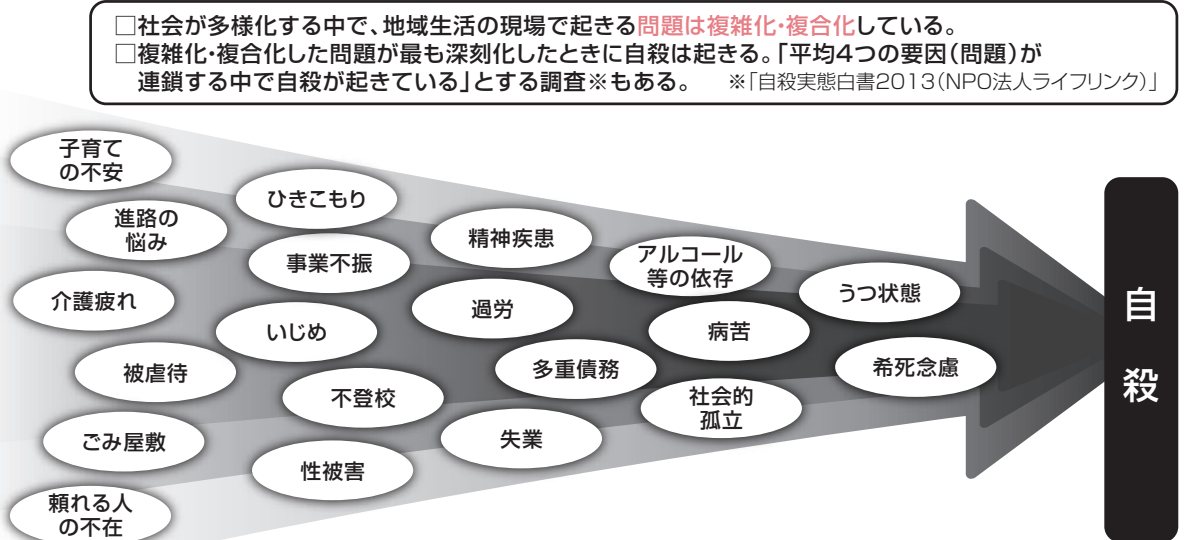 □社会が多様化する中で、地域生活の現場で起きる問題は複雑化・複合化している。
□複雑化・複合化した問題が最も深刻化したときに自殺は起きる。「平均4つの要因(問題)が
連鎖する中で自殺が起きている」とする調査※もある。 ※「自殺実態白書2013(NPO法人ライフリンク)」
子育て
の不安
進路の
悩み
介護疲れ
被虐待
ごみ屋敷
頼れる人
の不在
ひきこもり
事業不振
いじめ
不登校
性被害
精神疾患
過労
多重債務
失業
アルコール
等の依存
病苦
社会的
孤立
うつ状態
希死念慮
自殺